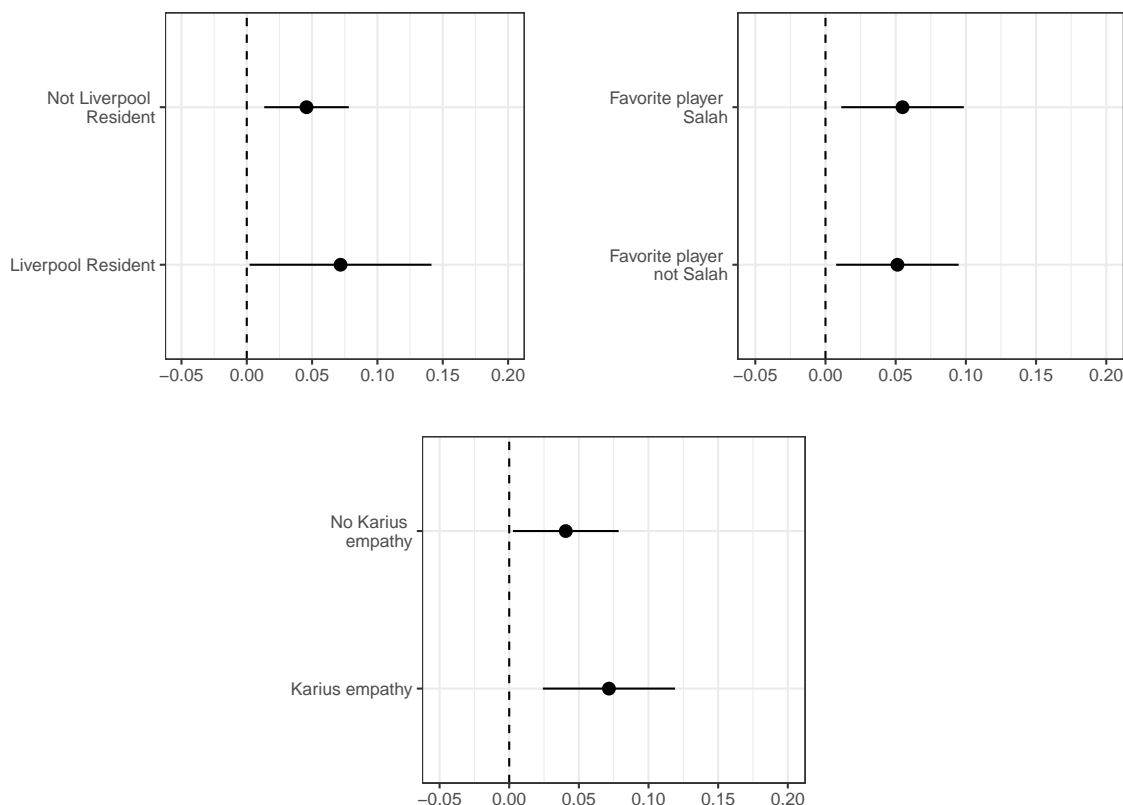 Not Liverpool
Resident
Liverpool Resident
−0.05 0.00 0.05 0.10 0.15 0.20
Favorite player
Salah
Favorite player
not Salah
−0.05 0.00 0.05 0.10 0.15 0.20
No Karius
empathy
Karius empathy
−0.05 0.00 0.05 0.10 0.15 0.20